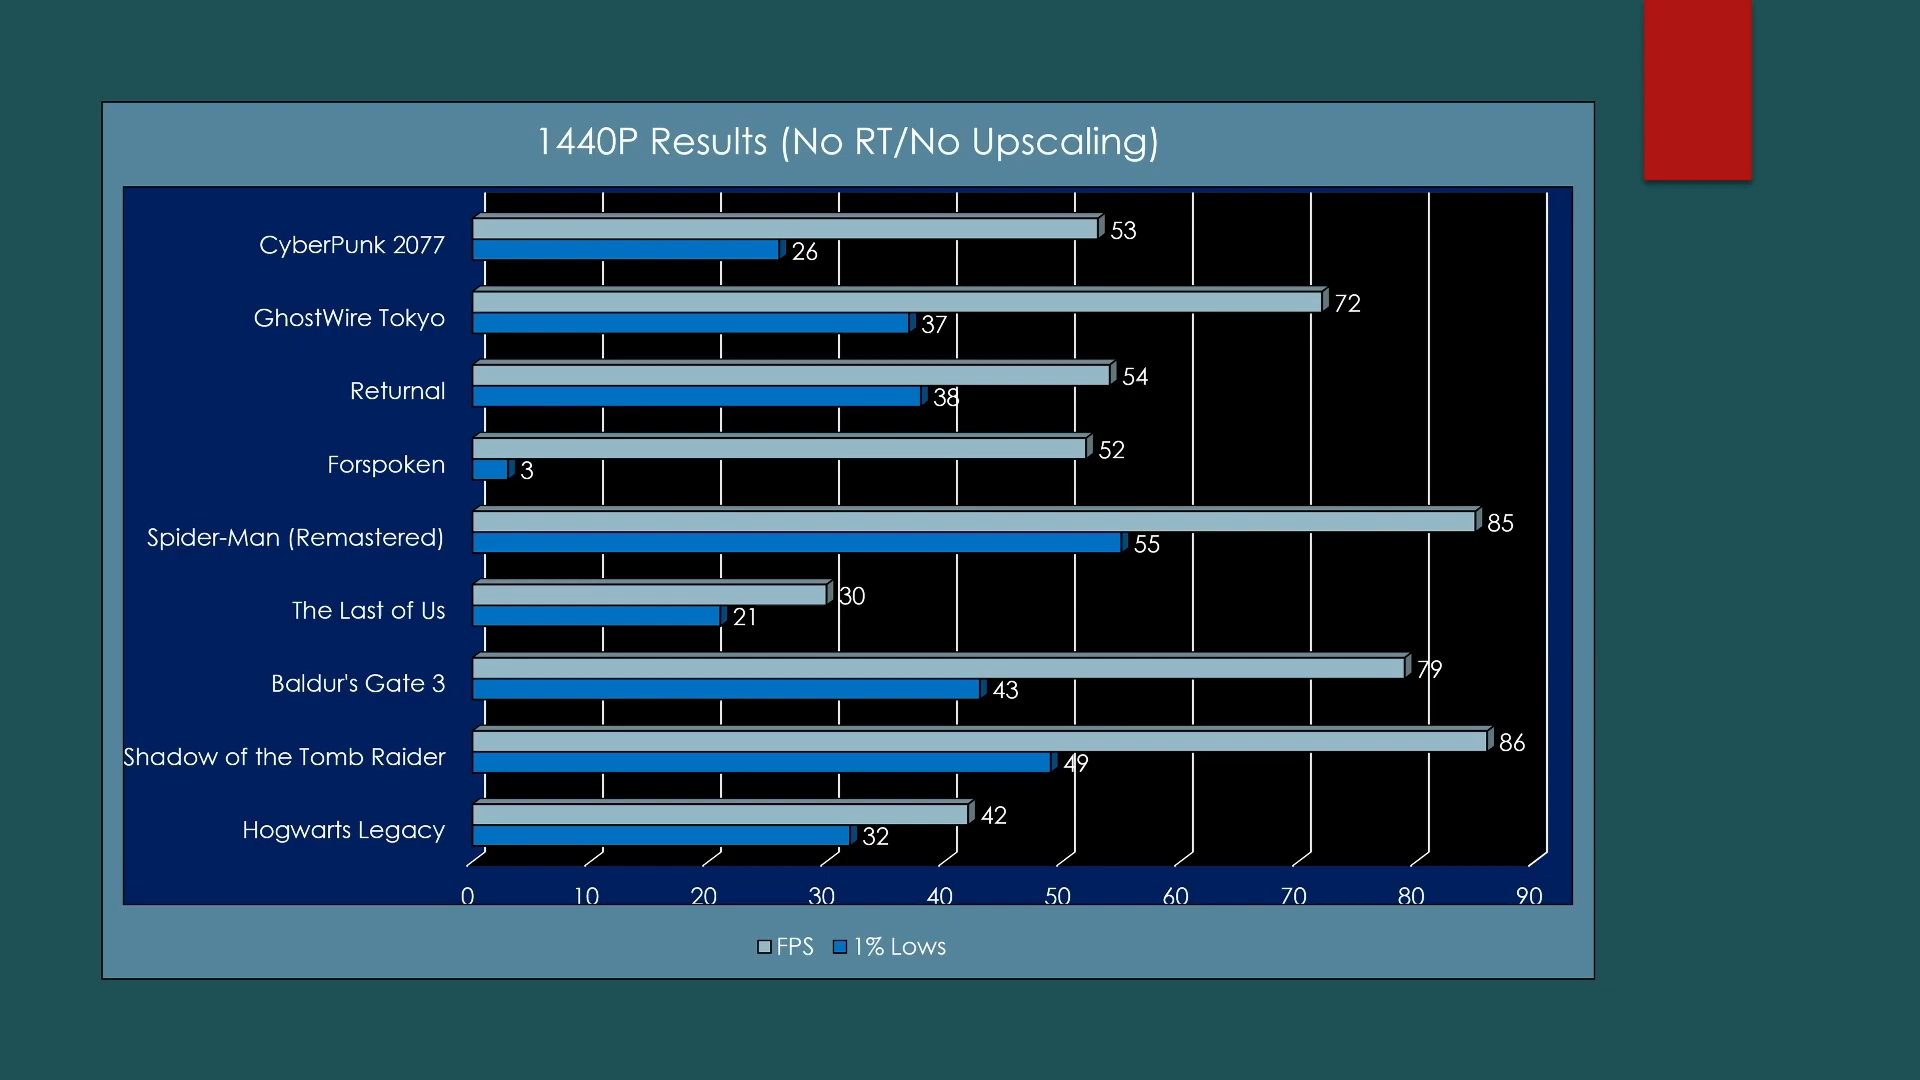 1440P Results (No RT/No Upscaling)
CyberPunk 2077
53
26
GhostWire Tokyo
72
37
Returnal
54
38
Forspoken
52
3
Spider-Man (Remastered)
85
55
The Last of Us
30
21
Baldur's Gate 3
79
43
Shadow of the Tomb Raider
86
49
Hogwarts Legacy
42
32
0 10 20 30 40 50 60 70 80 90
FPS 1% Lows